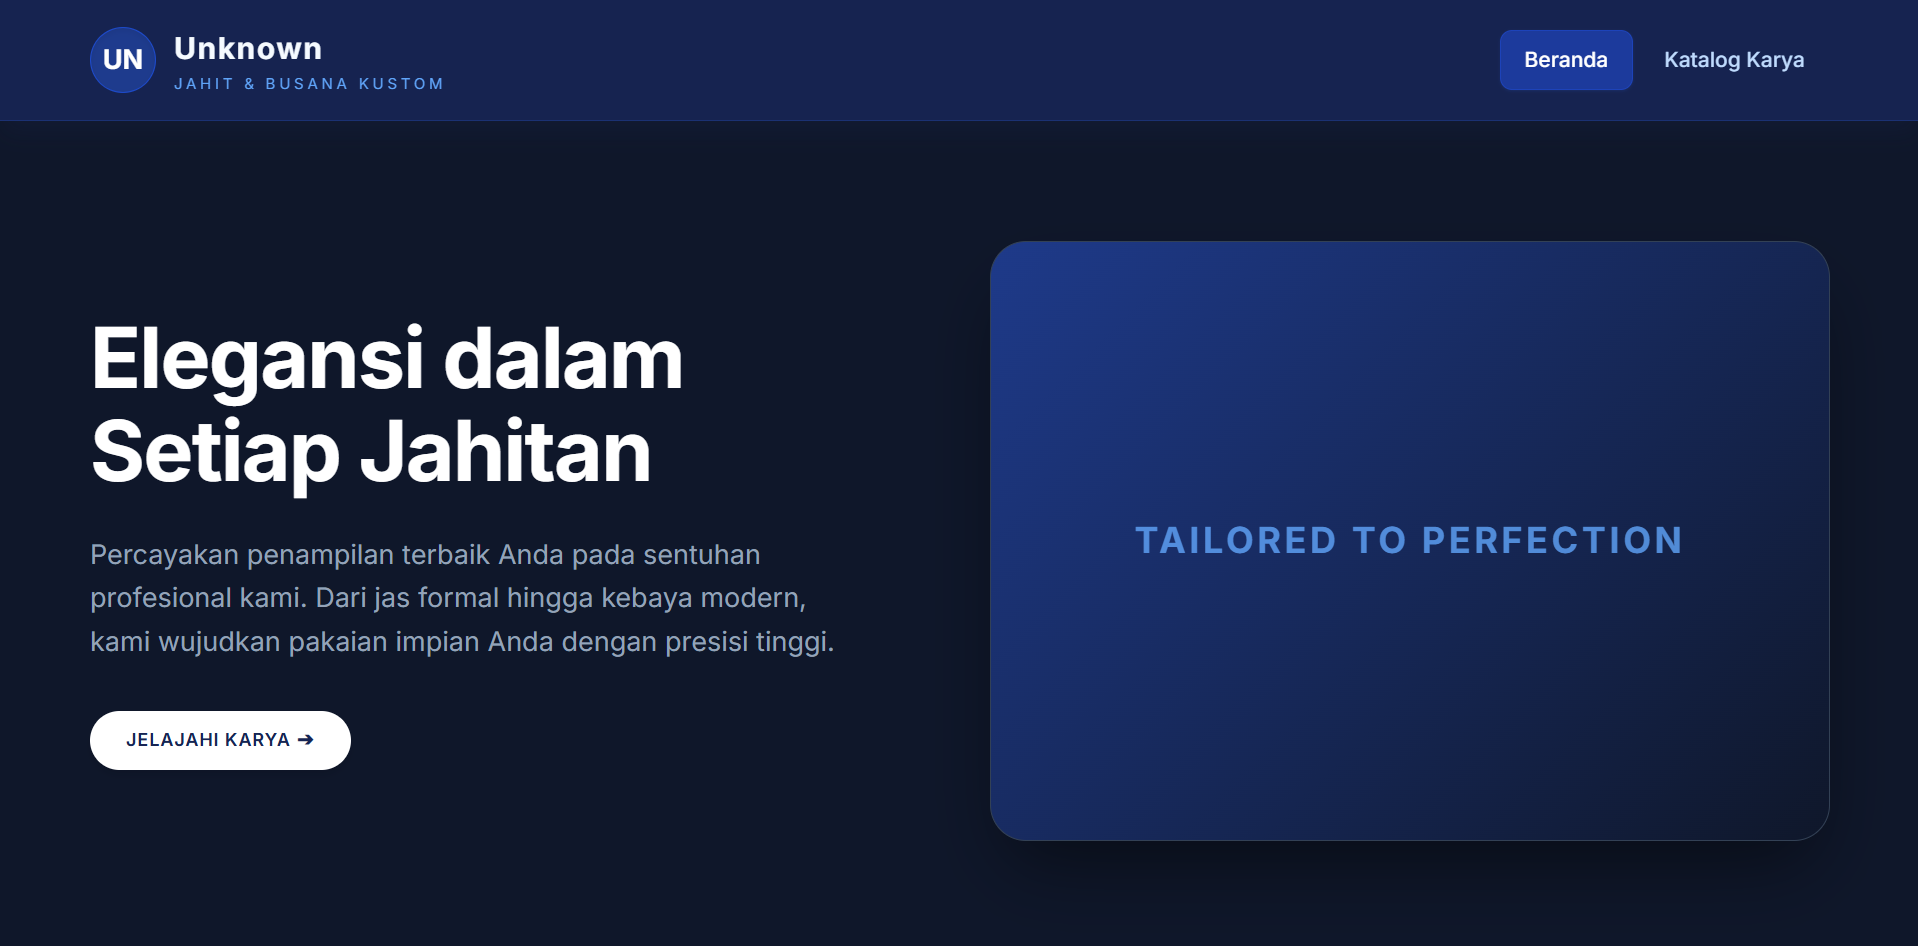 UN
Unknown
JAHIT & BUSANA KUSTOM
Beranda
Katalog Karya
Elegansi dalam
Setiap Jahitan
Percayakan penampilan terbaik Anda pada sentuhan
profesional kami. Dari jas formal hingga kebaya modern,
kami wujudkan pakaian impian Anda dengan presisi tinggi.
JELAJAHI KARYA ➔
TAILORED TO PERFECTION